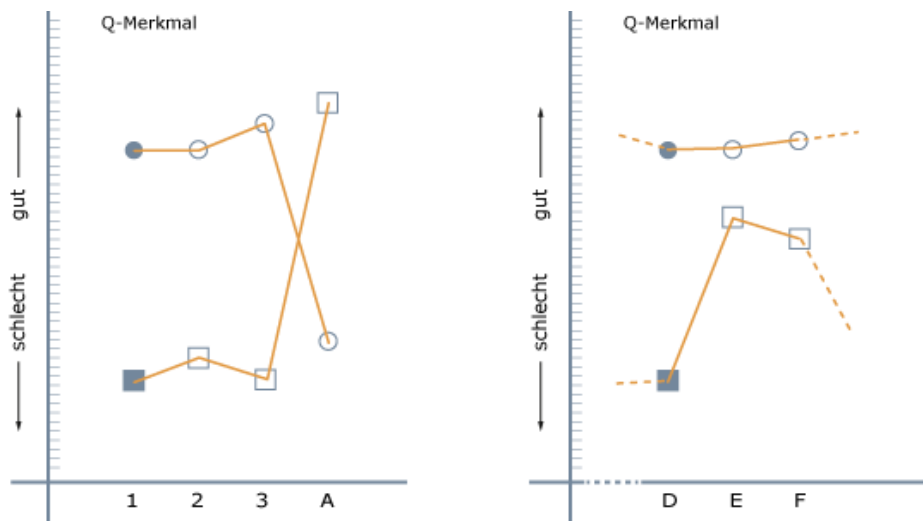 Q-Merkmal
gut
schlecht
1 2 3 A
Q-Merkmal
gut
schlecht
D E F